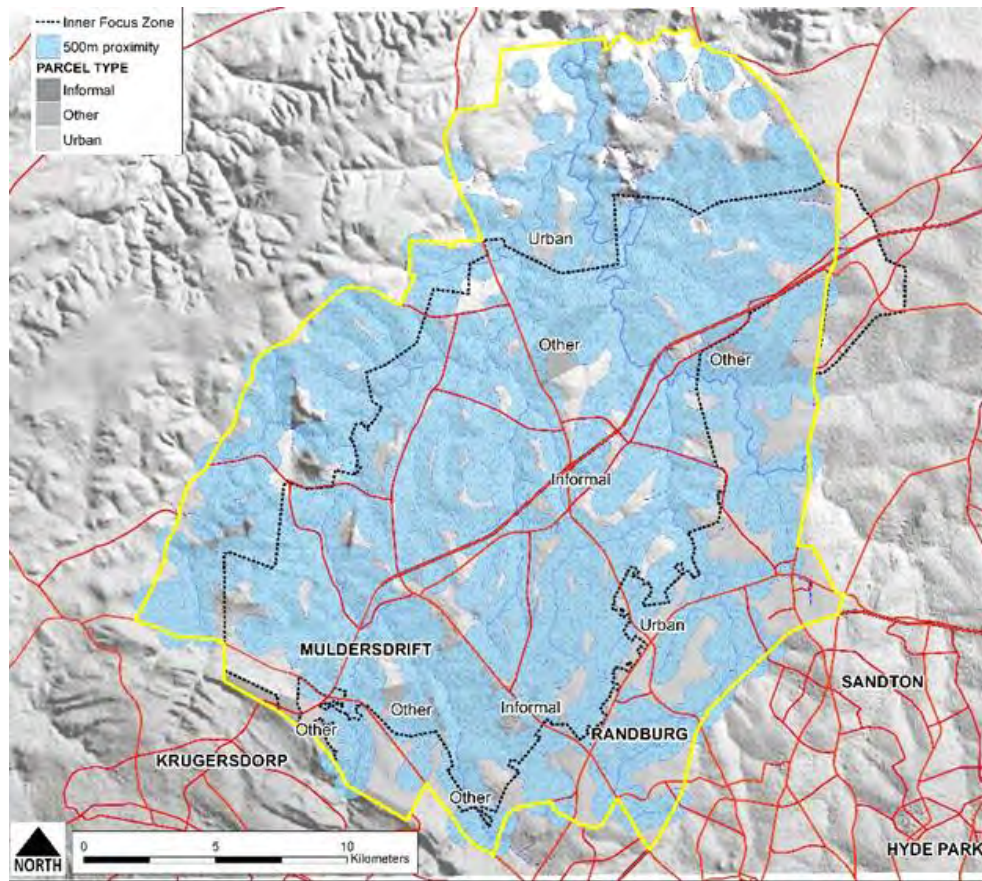 Inner Focus Zone
500m proximity
PARCEL TYPE
Informal
Other
Urban
Urban
Other
Other
Informal
Urban
MULDERSDRIFT
SANDTON
Other
Informal
Other
RANDBURG
KRUGERSDORP
Other
HYDE PARK
NORTH
0 5 10
Kilometers